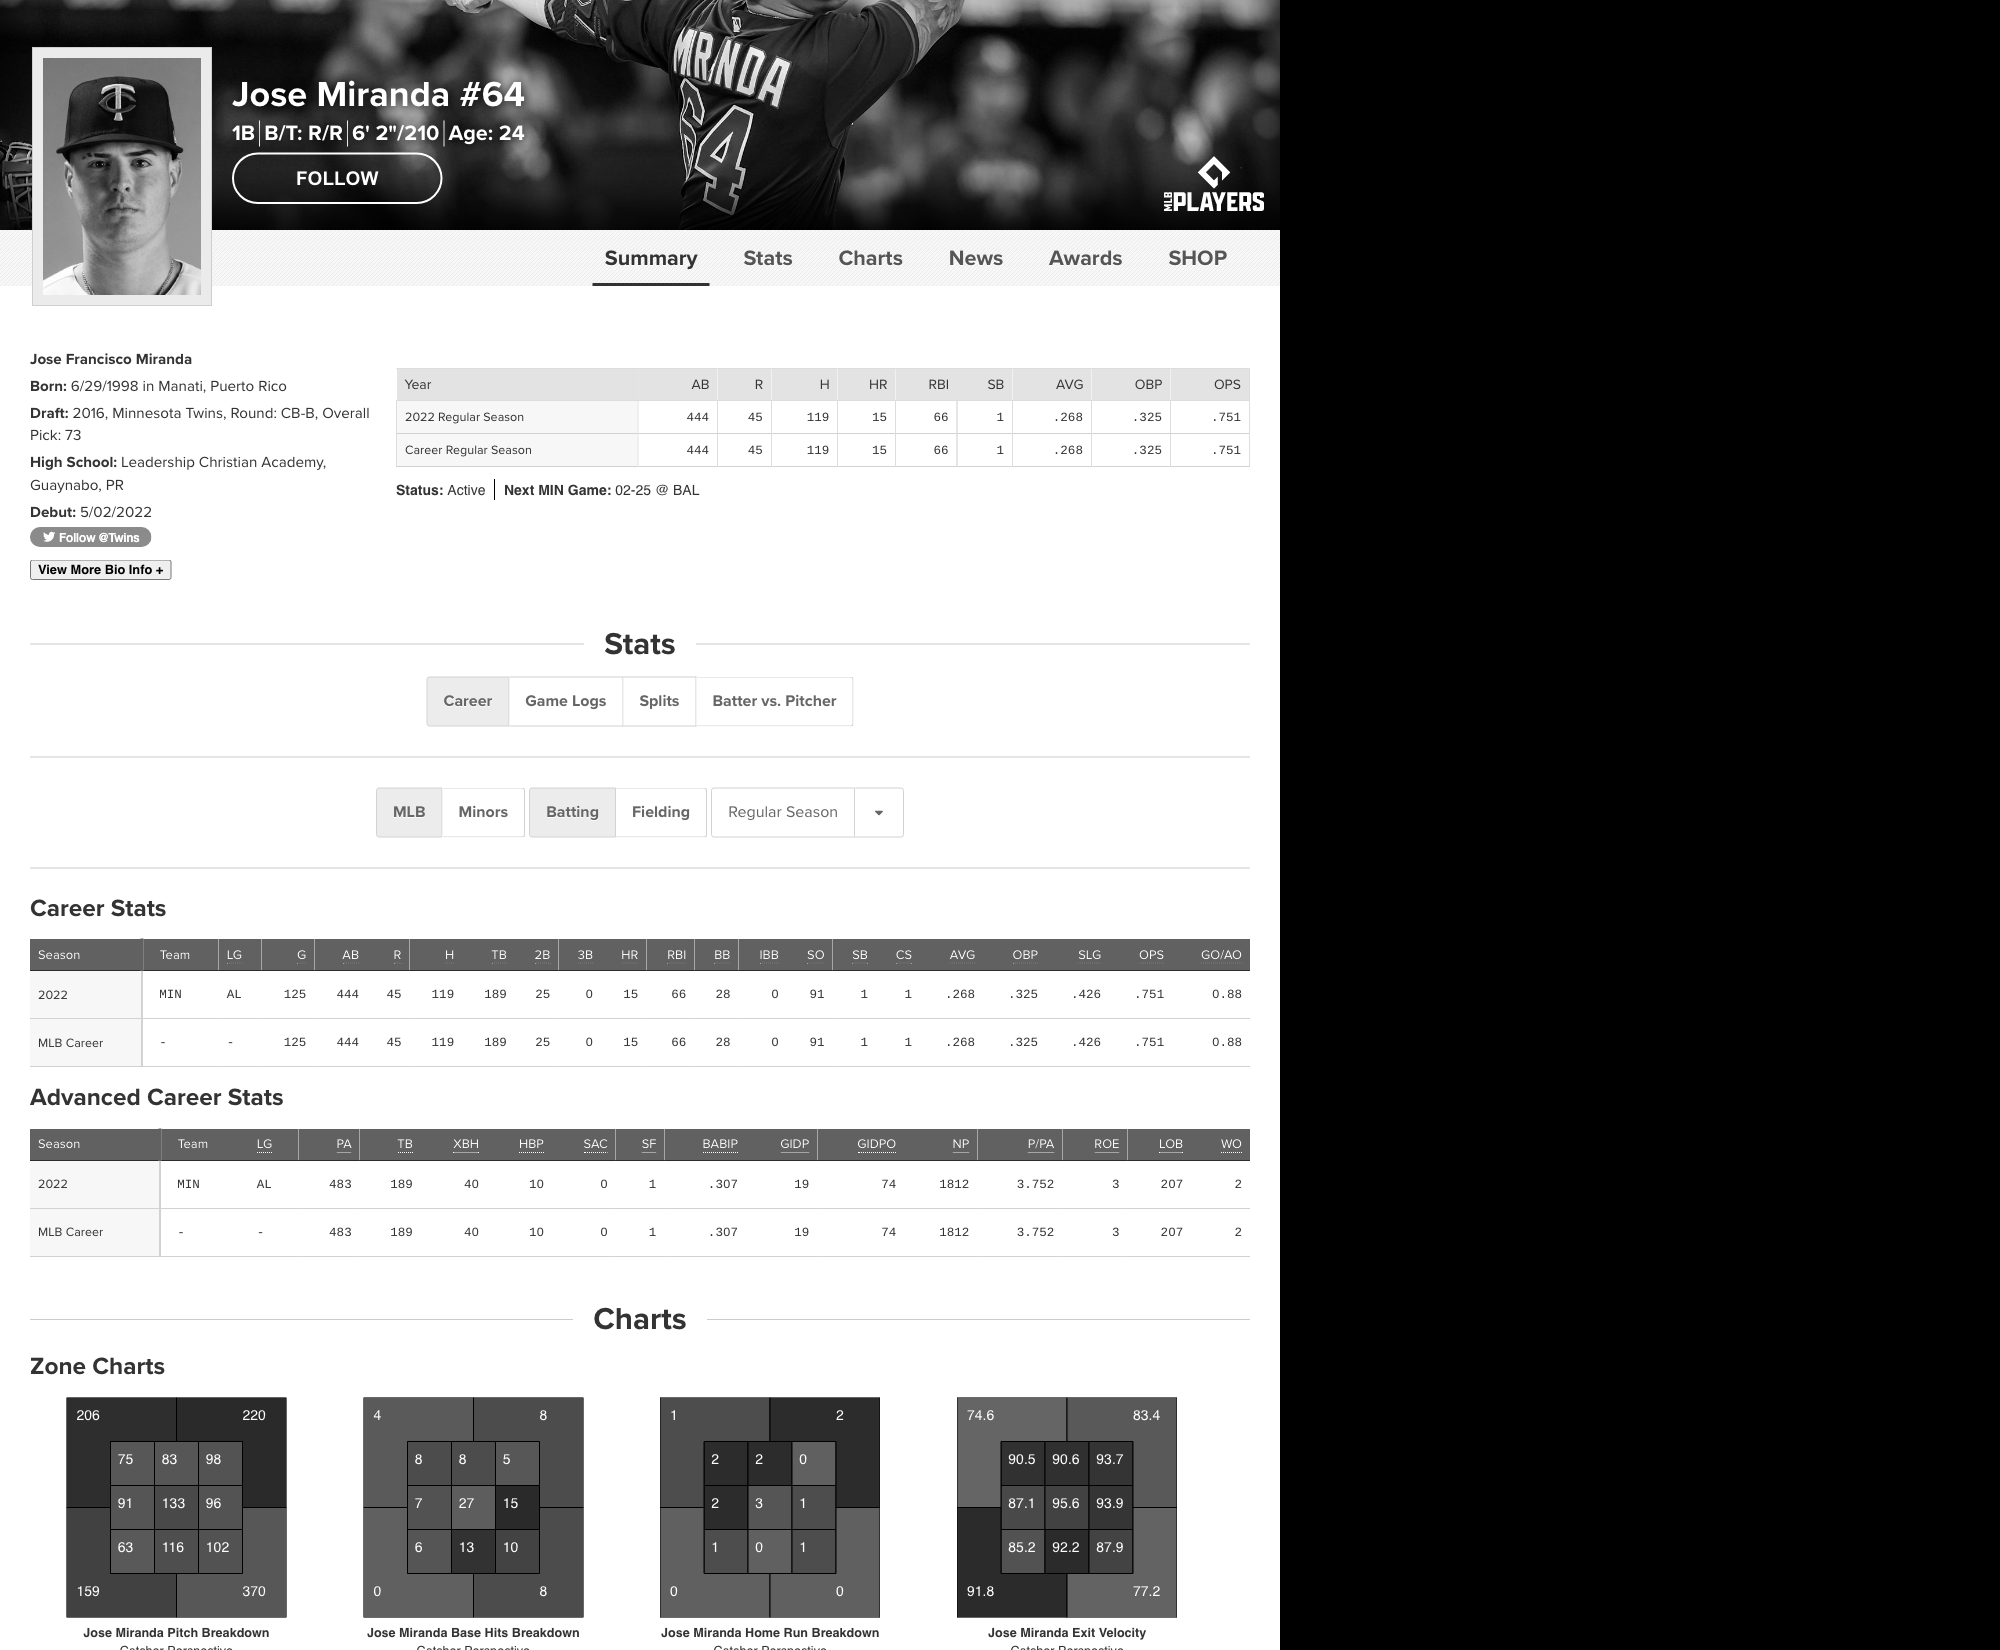 MIRANDA
64
Jose Miranda #64
1B B/T: R/R 6' 2"/210 Age: 24
FOLLOW
MLB PLAYERS
Summary Stats Charts News Awards SHOP
Jose Francisco Miranda
Born: 6/29/1998 in Manati, Puerto Rico
Draft: 2016, Minnesota Twins, Round: CB-B, Overall
Pick: 73
High School: Leadership Christian Academy,
Guaynabo, PR
Debut: 5/02/2022
Follow @Twins
View More Bio Info +
Year AB R H HR RBI SB AVG OBP OPS
2022 Regular Season 444 45 119 15 66 1 .268 .325 .751
Career Regular Season 444 45 119 15 66 1 .268 .325 .751
Status: Active Next MIN Game: 02-25 @ BAL
Stats
Career Game Logs Splits Batter vs. Pitcher
MLB Minors Batting Fielding Regular Season
Career Stats
Season Team LG G AB R H TB 2B 3B HR RBI BB IBB SO SB CS AVG OBP SLG OPS GO/AO
2022 MIN AL 125 444 45 119 189 25 0 15 66 28 0 91 1 1 .268 .325 .426 .751 0.88
MLB Career - - 125 444 45 119 189 25 0 15 66 28 0 91 1 1 .268 .325 .426 .751 0.88
Advanced Career Stats
Season Team LG PA TB XBH HBP SAC SF BABIP GIDP GIDPO NP P/PA ROE LOB WO
2022 MIN AL 483 189 40 10 0 1 .307 19 74 1812 3.752 3 207 2
MLB Career - - 483 189 40 10 0 1 .307 19 74 1812 3.752 3 207 2
Charts
Zone Charts
206 220
75 83 98
91 133 96
63 116 102
159 370
Jose Miranda Pitch Breakdown
Catcher Perspective
4 8
8 8 5
7 27 15
6 13 10
0 8
Jose Miranda Base Hits Breakdown
Catcher Perspective
1 2
2 2 0
2 3 1
1 0 1
0 0
Jose Miranda Home Run Breakdown
Catcher Perspective
74.6 83.4
90.5 90.6 93.7
87.1 95.6 93.9
85.2 92.2 87.9
91.8 77.2
Jose Miranda Exit Velocity
Catcher Perspective